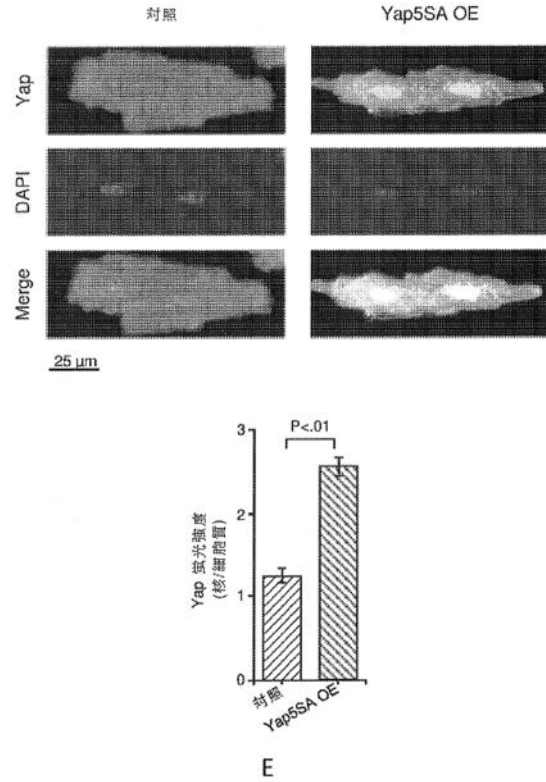 対照 Yap5SA OE
Yap
DAPI
Merge
25 µm
P<.01
3
2
1
0
Yap 蛍光強度
(核/細胞質)
対照
Yap5SA OE
E